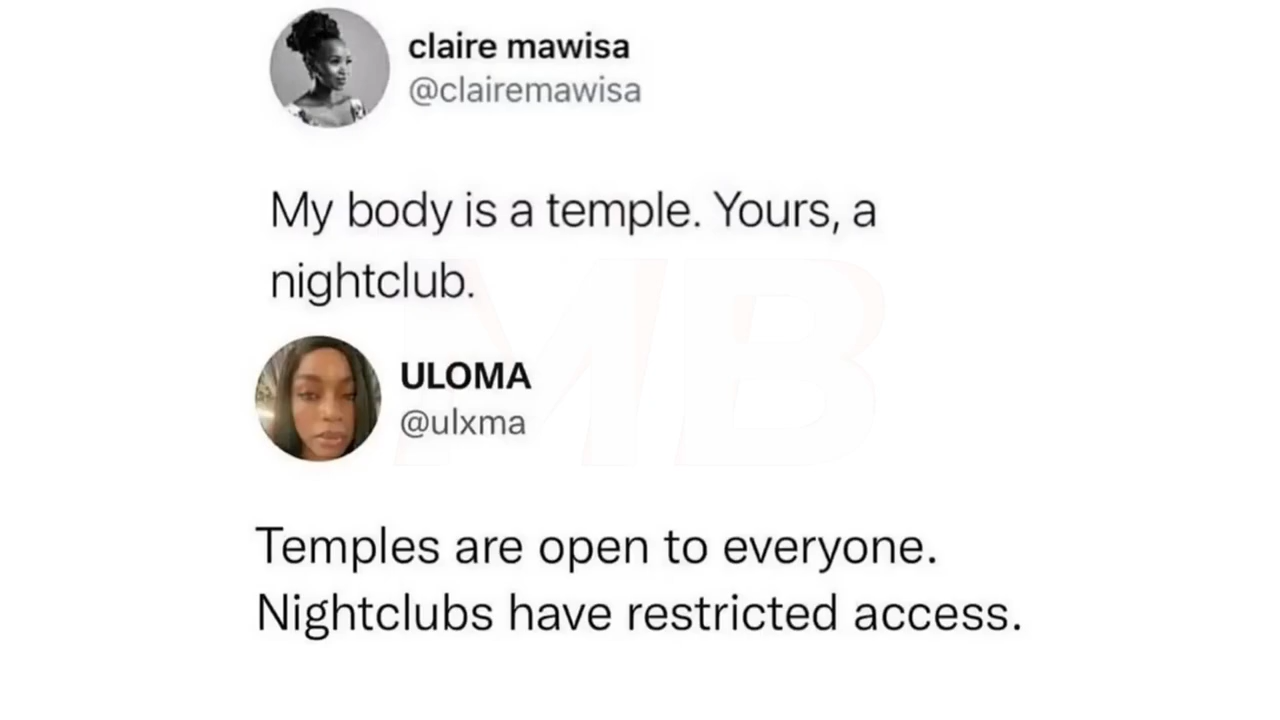 claire mawisa
@clairemawisa
My body is a temple. Yours, a
nightclub.
MB
ULOMA
@ulxma
Temples are open to everyone.
Nightclubs have restricted access.